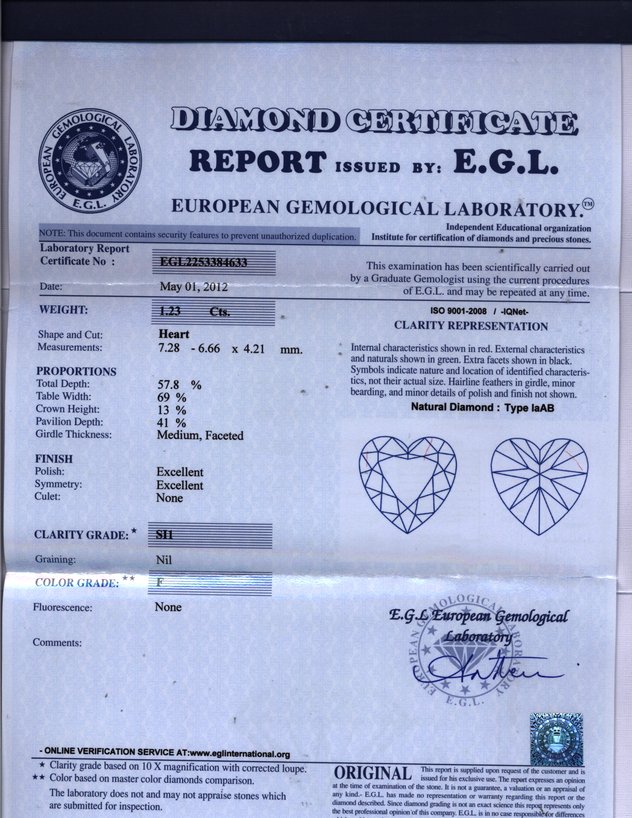 DIAMOND CERTIFICATE
REPORT ISSUED BY: E.G.L.
EUROPEAN GEMOLOGICAL LABORATORY E.G.L.
EUROPEAN GEMOLOGICAL LABORATORY.™
Independent Educational organization
Institute for certification of diamonds and precious stones.
NOTE: This document contains security features to prevent unauthorized duplication.
Laboratory Report
Certificate No : EGL2253384633
Date: May 01, 2012
This examination has been scientifically carried out
by a Graduate Gemologist using the current procedures
of E.G.L. and may be repeated at any time.
WEIGHT: 1.23 Cts.
Shape and Cut: Heart
Measurements: 7.28 - 6.66 x 4.21 mm.
PROPORTIONS
Total Depth: 57.8 %
Table Width: 69 %
Crown Height: 13 %
Pavilion Depth: 41 %
Girdle Thickness: Medium, Faceted
FINISH
Polish: Excellent
Symmetry: Excellent
Culet: None
CLARITY GRADE: * SI1
Graining: Nil
COLOR GRADE: ** F
Fluorescence: None
Comments:
ISO 9001-2008 / -IQNet-
CLARITY REPRESENTATION
Internal characteristics shown in red. External characteristics
and naturals shown in green. Extra facets shown in black.
Symbols indicate nature and location of identified characteris-
tics, not their actual size. Hairline feathers in girdle, minor
bearding, and minor details of polish and finish not shown.
Natural Diamond : Type IaAB
E.G.L European Gemological
Laboratory
EUROPEAN GEMOLOGICAL LABORATORY E.G.L.
- ONLINE VERIFICATION SERVICE AT:www.eglinternational.org
* Clarity grade based on 10 X magnification with corrected loupe.
** Color based on master color diamonds comparison.
The laboratory does not and may not appraise stones which
are submitted for inspection.
ORIGINAL This report is supplied upon request of the customer and is
issued for his exclusive use. The report expresses an opinion
at the time of examination of the stone. It is not a guarantee, a valuation or an appraisal of
any kind.- E.G.L. has made no representation or warranty regarding this report or the
diamond described. Since diamond grading is not an exact science this report represents only
the best professional opinion of this company. E.G.L. is in no case responsible for differences